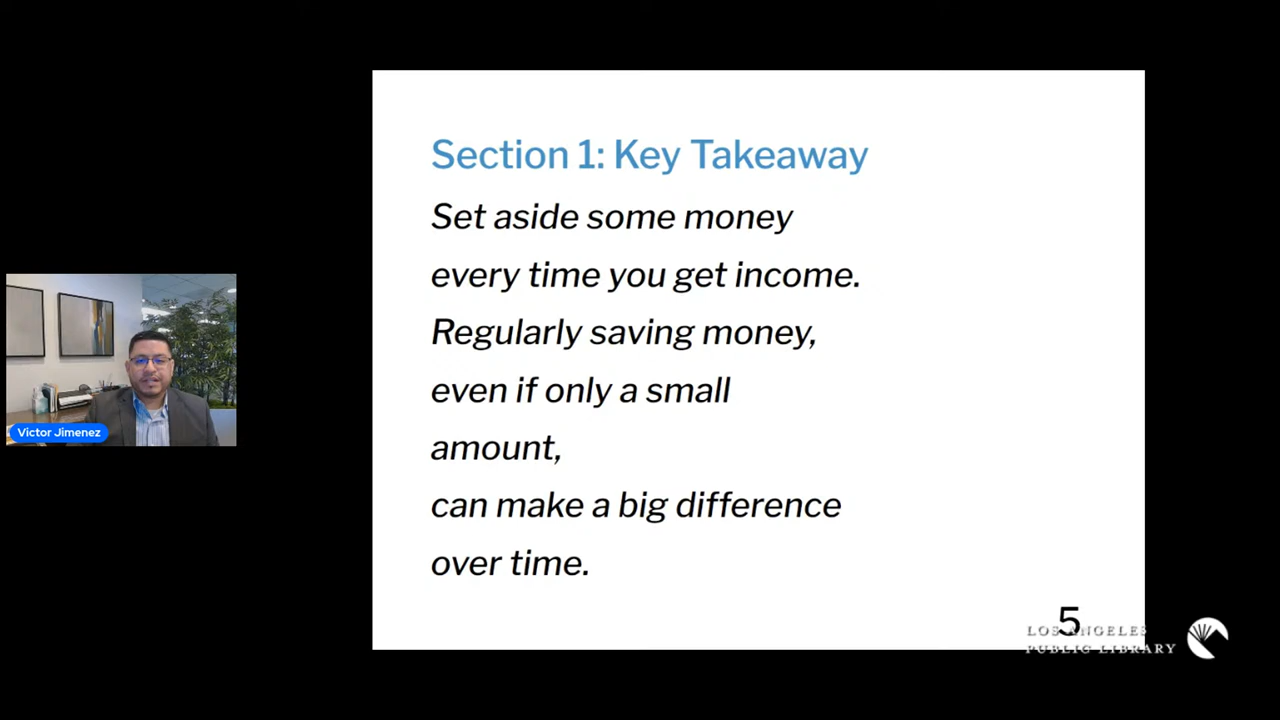 Section 1: Key Takeaway
Set aside some money
every time you get income.
Regularly saving money,
even if only a small
amount,
can make a big difference
over time.
Victor Jimenez
5
LOS ANGELES
PUBLIC LIBRARY